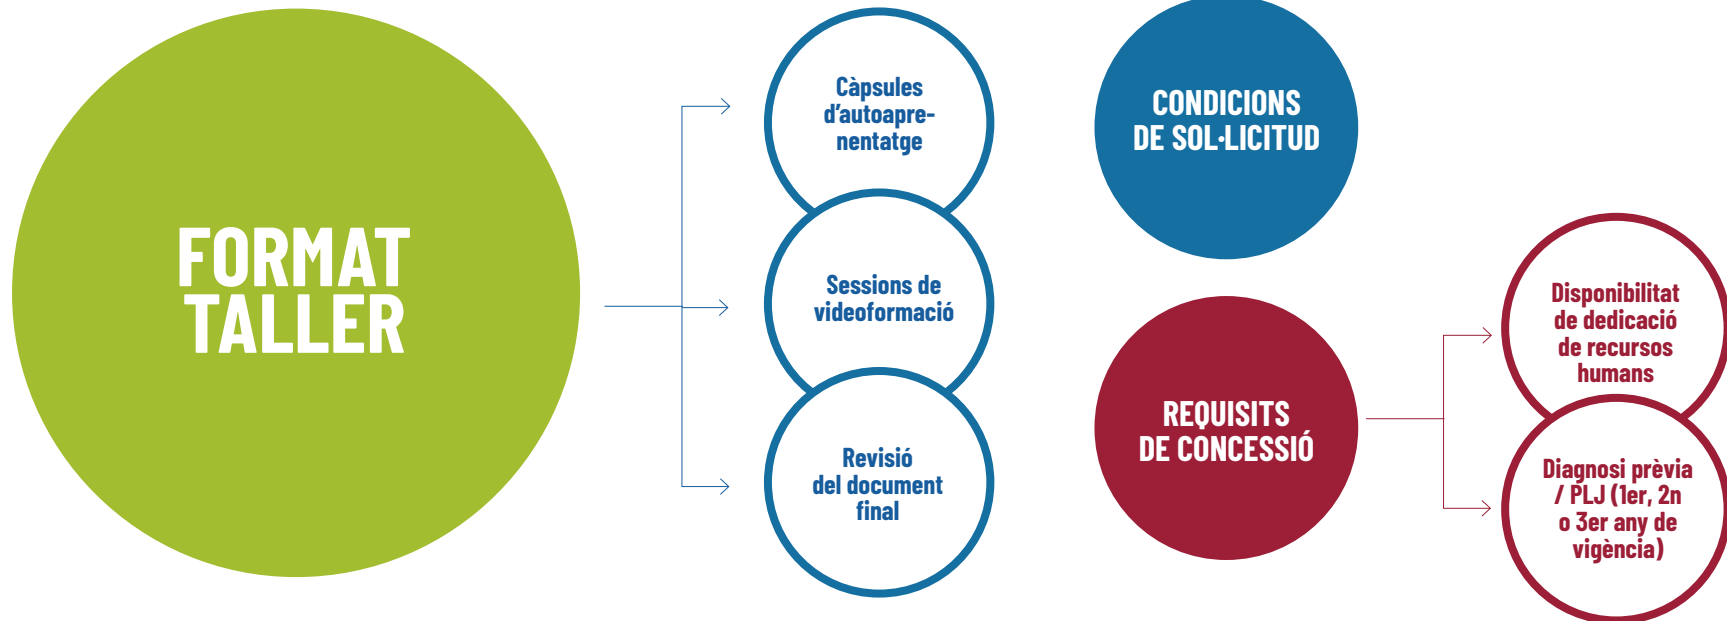 FORMAT
TALLER
Càpsules
d'autoapre-
nentatge
Sessions de
videoformació
Revisió
del document
final
CONDICIONS
DE SOL·LICITUD
REQUISITS
DE CONCESSIÓ
Disponibilitat
de dedicació
de recursos
humans
Diagnosi prèvia
/ PLJ (1er, 2n
o 3er any de
vigència)